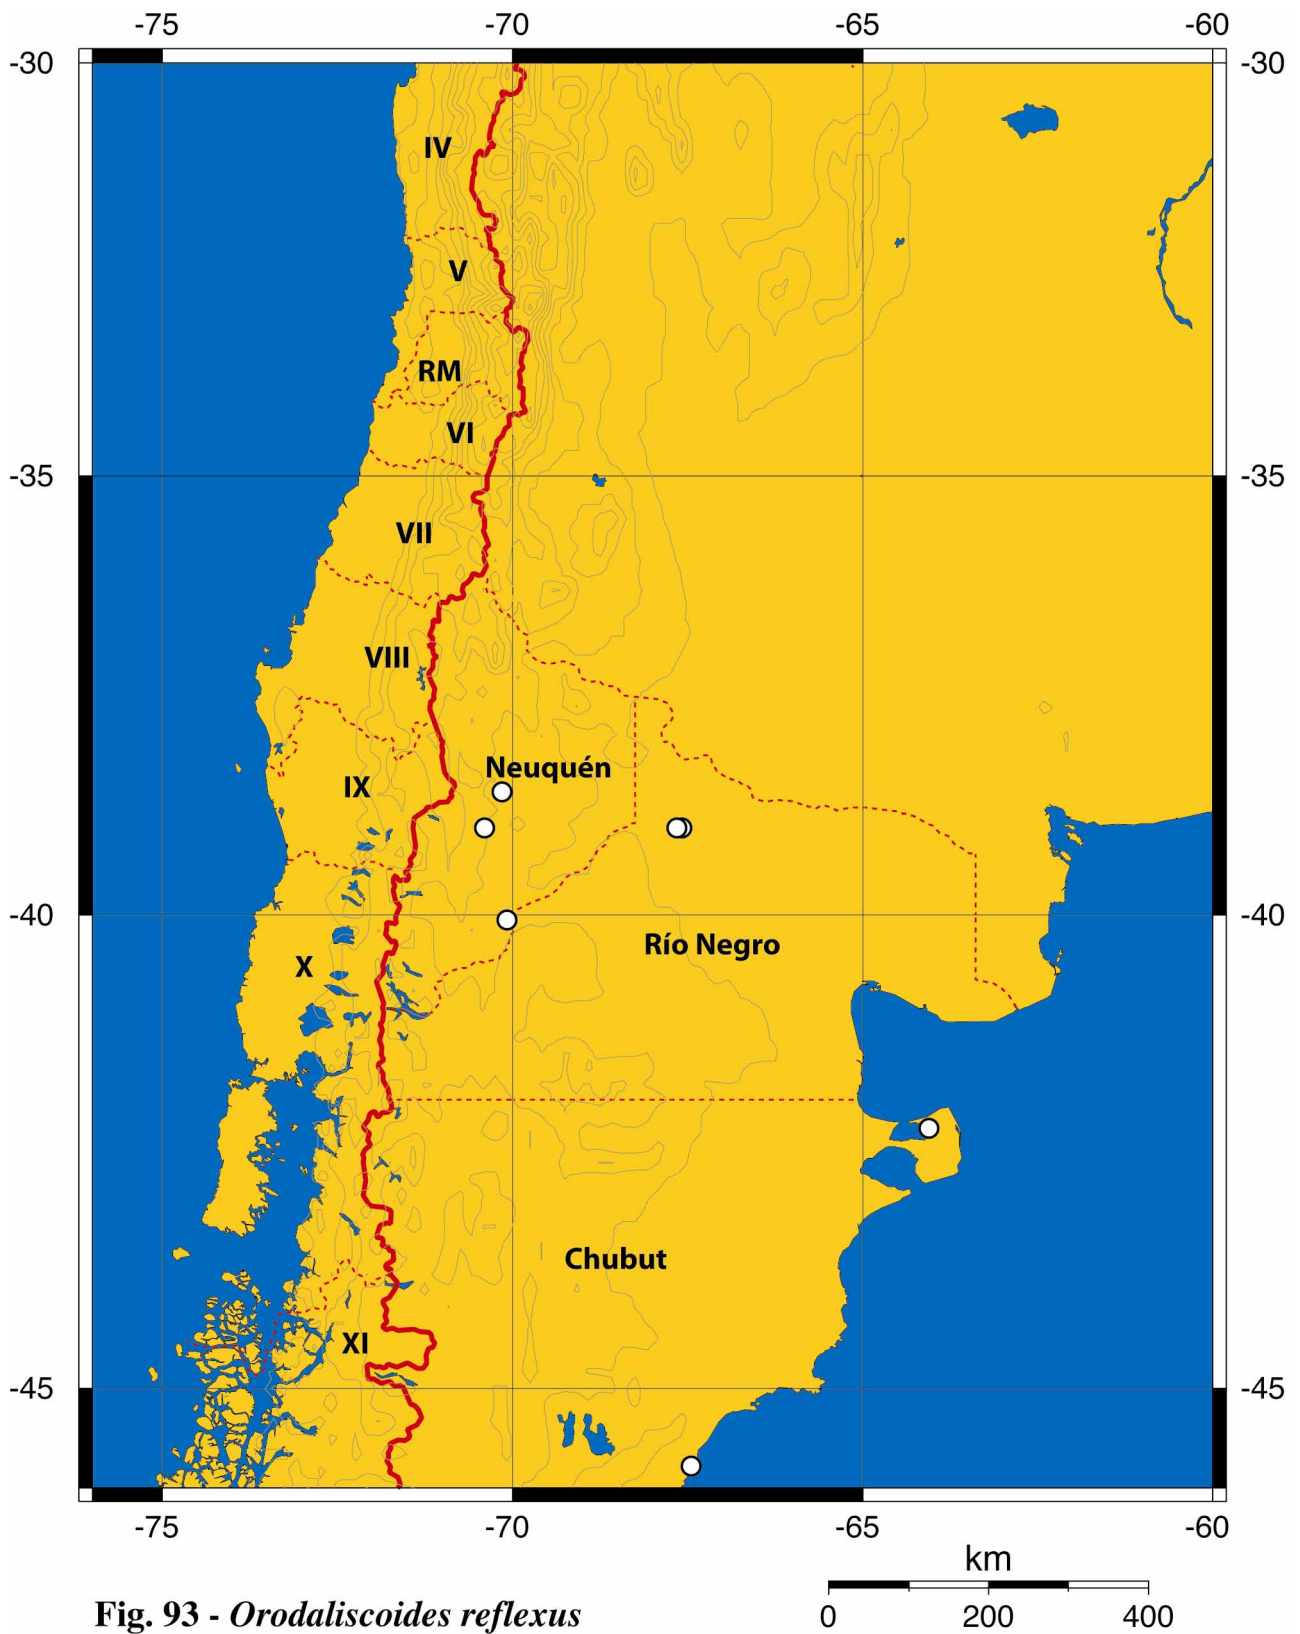 -75 -70 -65 -60
-30 -30
IV
V
RM
VI
-35 -35
VII
VIII
Neuquén
IX
-40 -40
Río Negro
X
Chubut
XI
-45 -45
-75 -70 -65 -60
km
0 200 400
Fig. 93 - Orodaliscoides reflexus